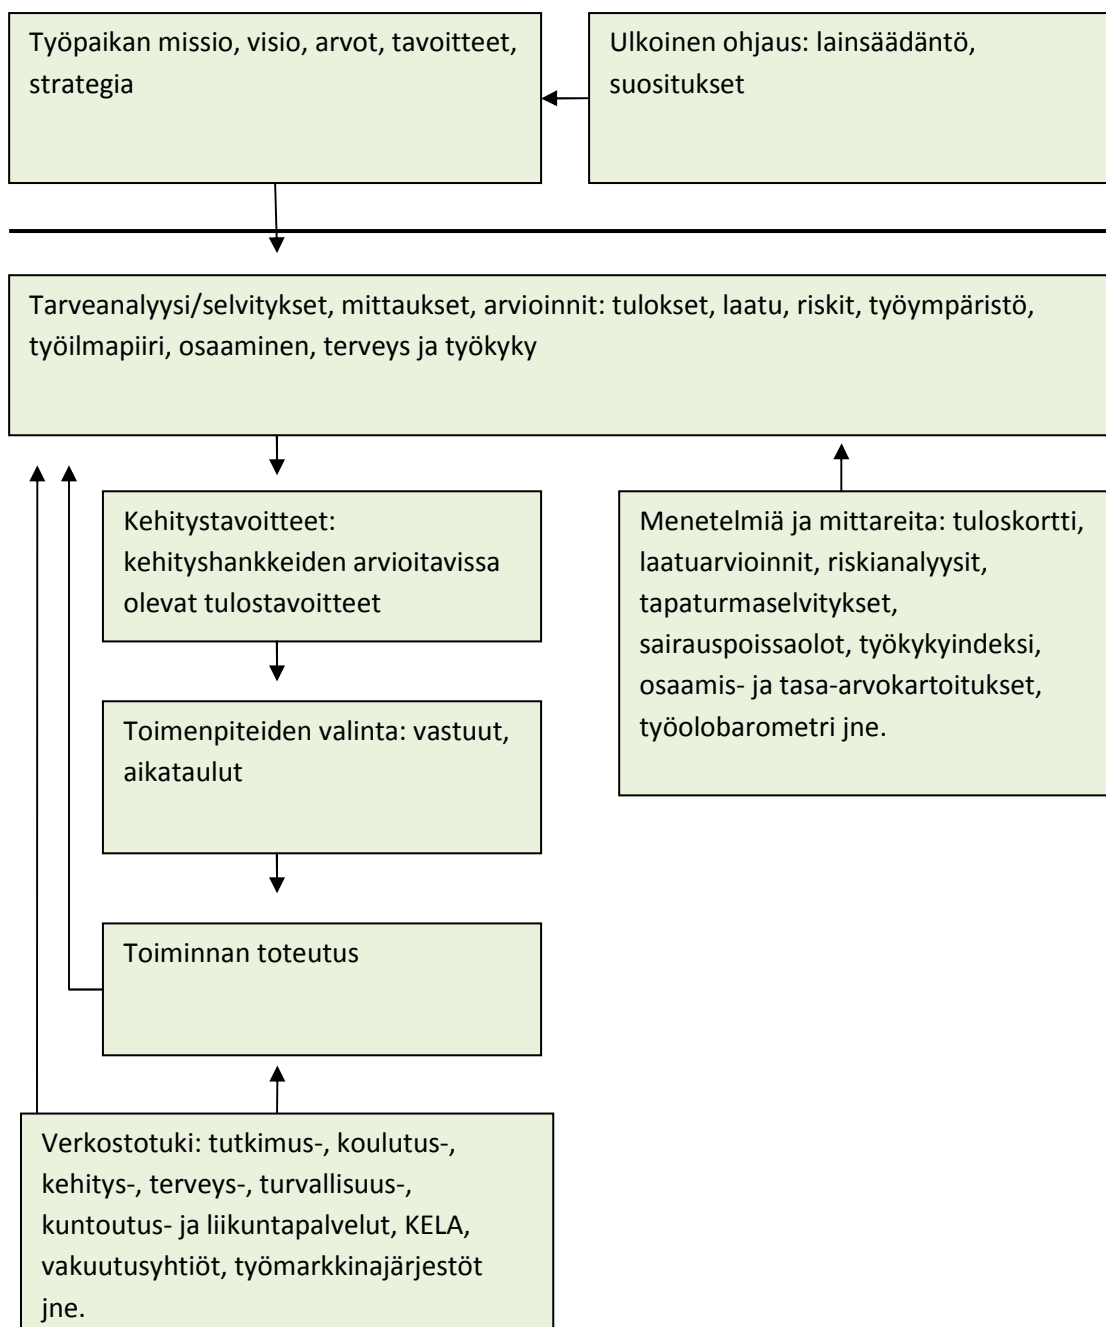 Työpaikan missio, visio, arvot, tavoitteet,
strategia
Ulkoinen ohjaus: lainsäädäntö,
suositukset
Tarveanalyysi/selvitykset, mittaukset, arvioinnit: tulokset, laatu, riskit, työympäristö,
työilmapiiri, osaaminen, terveys ja työkyky
Kehitystavoitteet:
kehityshankkeiden arvioitavissa
olevat tulostavoitteet
Menetelmiä ja mittareita: tuloskortti,
laatuarvioinnit, riskianalyysit,
tapaturmaselvitykset,
sairauspoissaolot, työkykyindeksi,
osaamis- ja tasa-arvokartoitukset,
työolobarometri jne.
Toimenpiteiden valinta: vastuut,
aikataulut
Toiminnan toteutus
Verkostotuki: tutkimus-, koulutus-,
kehitys-, terveys-, turvallisuus-,
kuntoutus- ja liikuntapalvelut, KELA,
vakuutusyhtiöt, työmarkkinajärjestöt
jne.